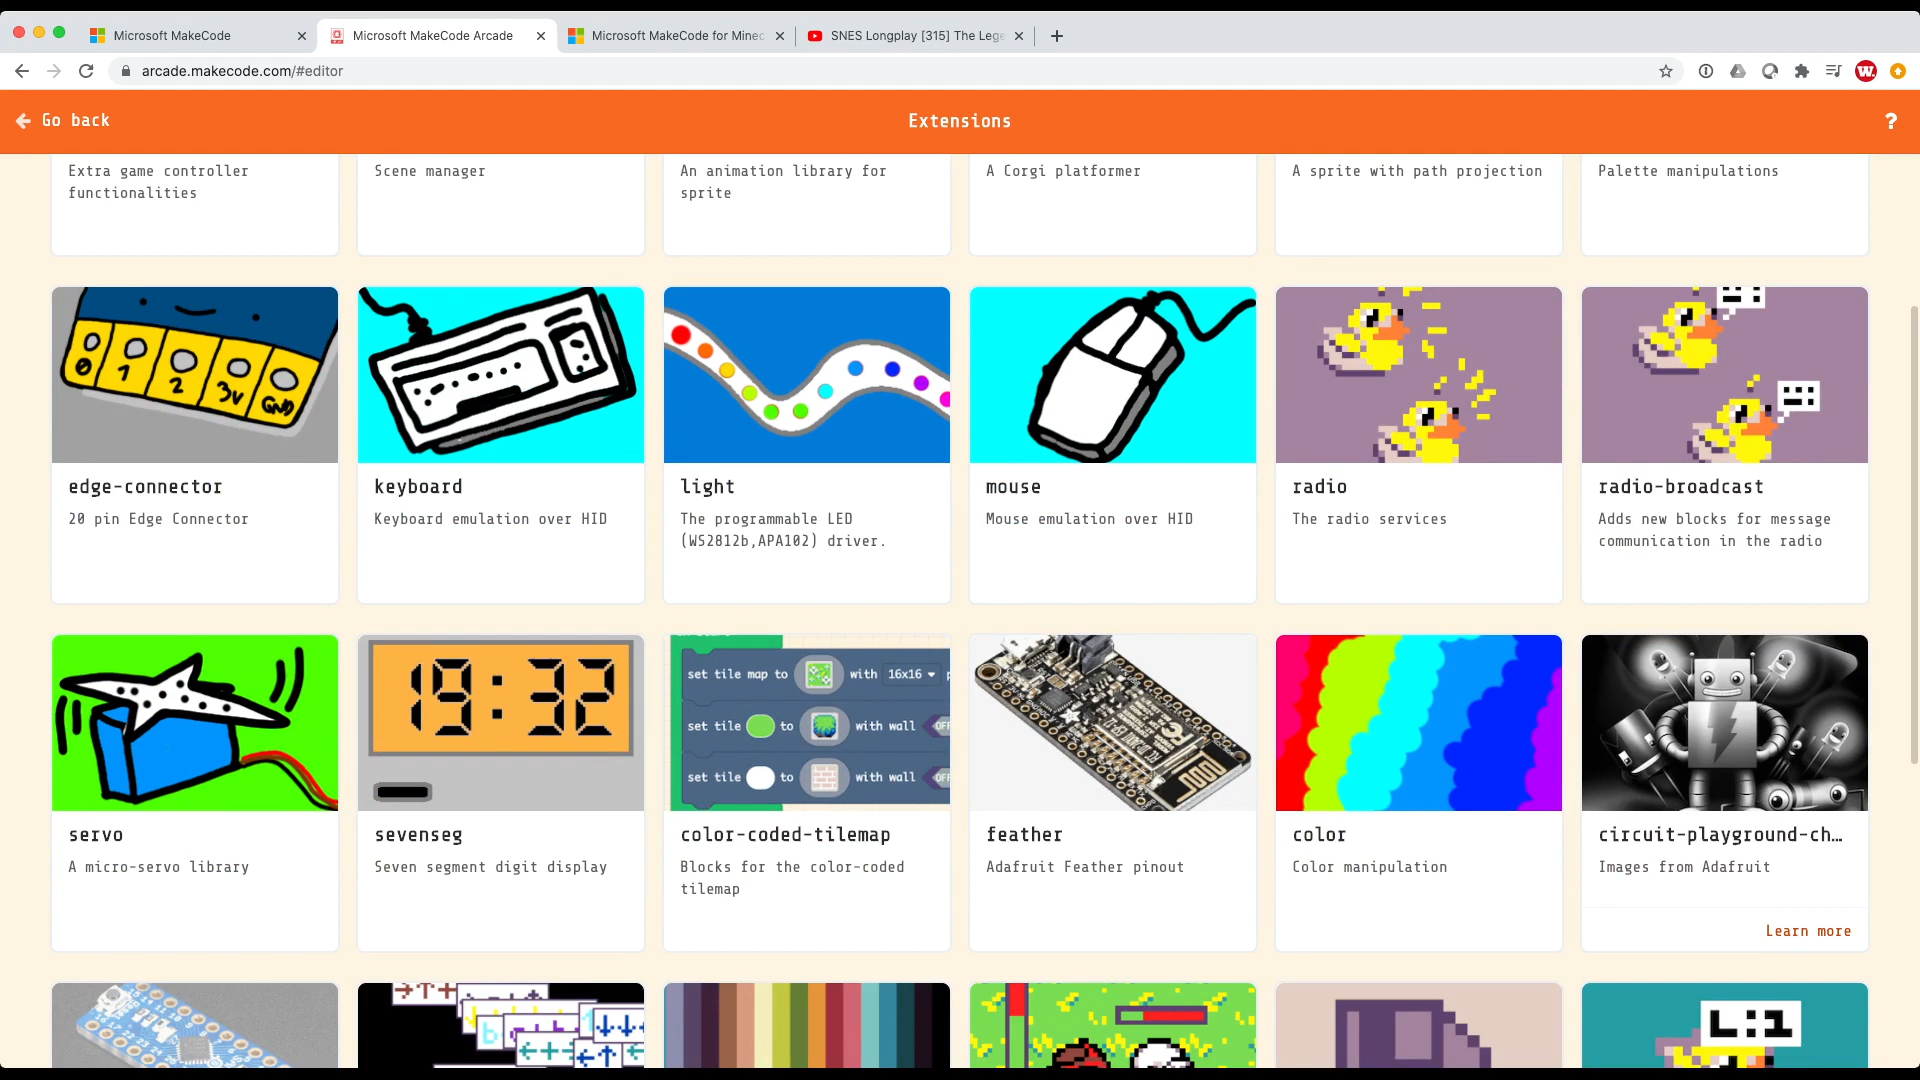 Microsoft MakeCode
Microsoft MakeCode Arcade
Microsoft MakeCode for Minec
SNES Longplay [315] The Lege
arcade.makecode.com/#editor
Go back
Extensions
?
Extra game controller
functionalities
Scene manager
An animation library for
sprite
A Corgi platformer
A sprite with path projection
Palette manipulations
0
1
2
3V
GND
edge-connector
20 pin Edge Connector
keyboard
Keyboard emulation over HID
light
The programmable LED
(WS2812b,APA102) driver.
mouse
Mouse emulation over HID
radio
The radio services
radio-broadcast
Adds new blocks for message
communication in the radio
19:32
set tile map to with 16x16
set tile to with wall OFF
set tile to with wall OFF
servo
A micro-servo library
sevenseg
Seven segment digit display
color-coded-tilemap
Blocks for the color-coded
tilemap
feather
Adafruit Feather pinout
color
Color manipulation
circuit-playground-ch…
Images from Adafruit
Learn more
L:1